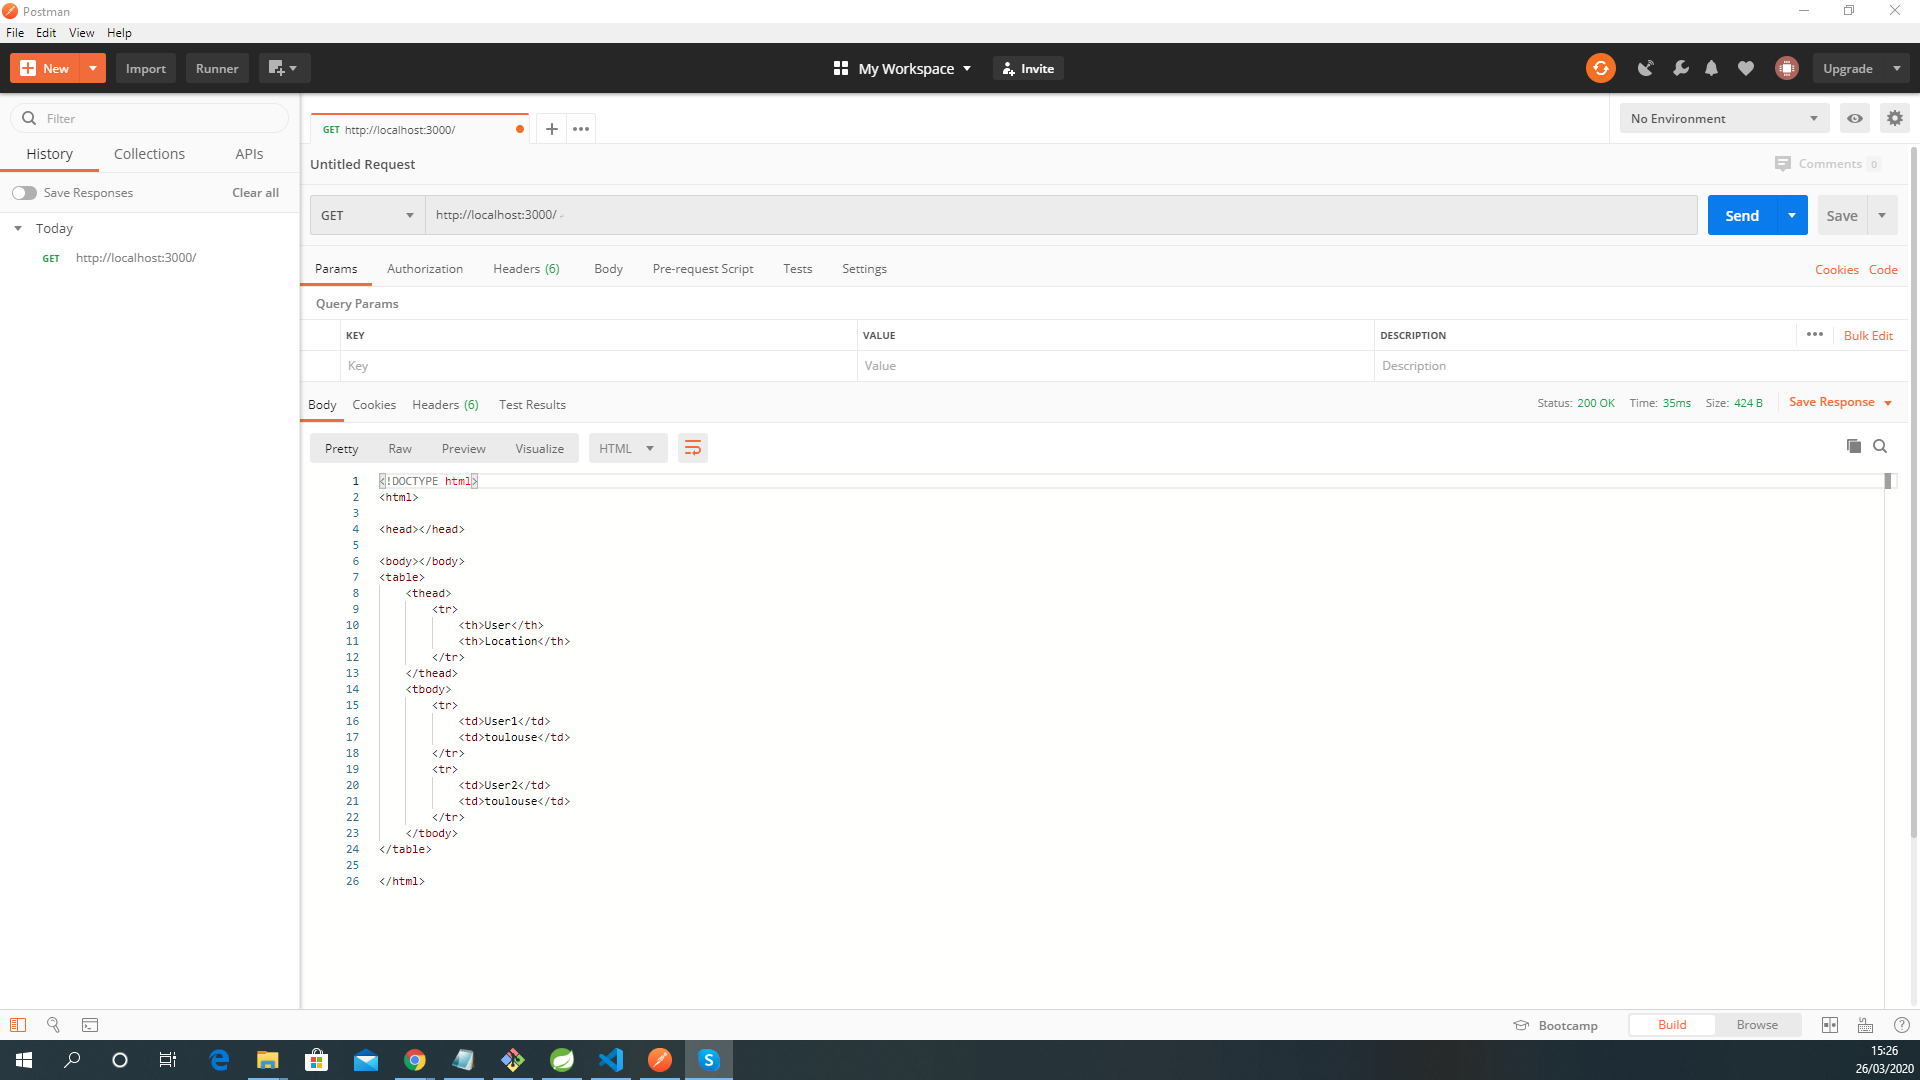 Postman
File Edit View Help
New Import Runner My Workspace Invite Upgrade
Filter
History Collections APIs
Save Responses Clear all
Today
GET http://localhost:3000/
GET http://localhost:3000/ No Environment
Untitled Request Comments 0
GET http://localhost:3000/ Send Save
Params Authorization Headers (6) Body Pre-request Script Tests Settings Cookies Code
Query Params
KEY VALUE DESCRIPTION Bulk Edit
Key Value Description
Body Cookies Headers (6) Test Results Status: 200 OK Time: 35ms Size: 424 B Save Response
Pretty Raw Preview Visualize HTML
1 <!DOCTYPE html>
2 <html>
3
4 <head></head>
5
6 <body></body>
7 <table>
8 <thead>
9 <tr>
10 <th>User</th>
11 <th>Location</th>
12 </tr>
13 </thead>
14 <tbody>
15 <tr>
16 <td>User1</td>
17 <td>toulouse</td>
18 </tr>
19 <tr>
20 <td>User2</td>
21 <td>toulouse</td>
22 </tr>
23 </tbody>
24 </table>
25
26 </html>
Bootcamp Build Browse
15:26
26/03/2020